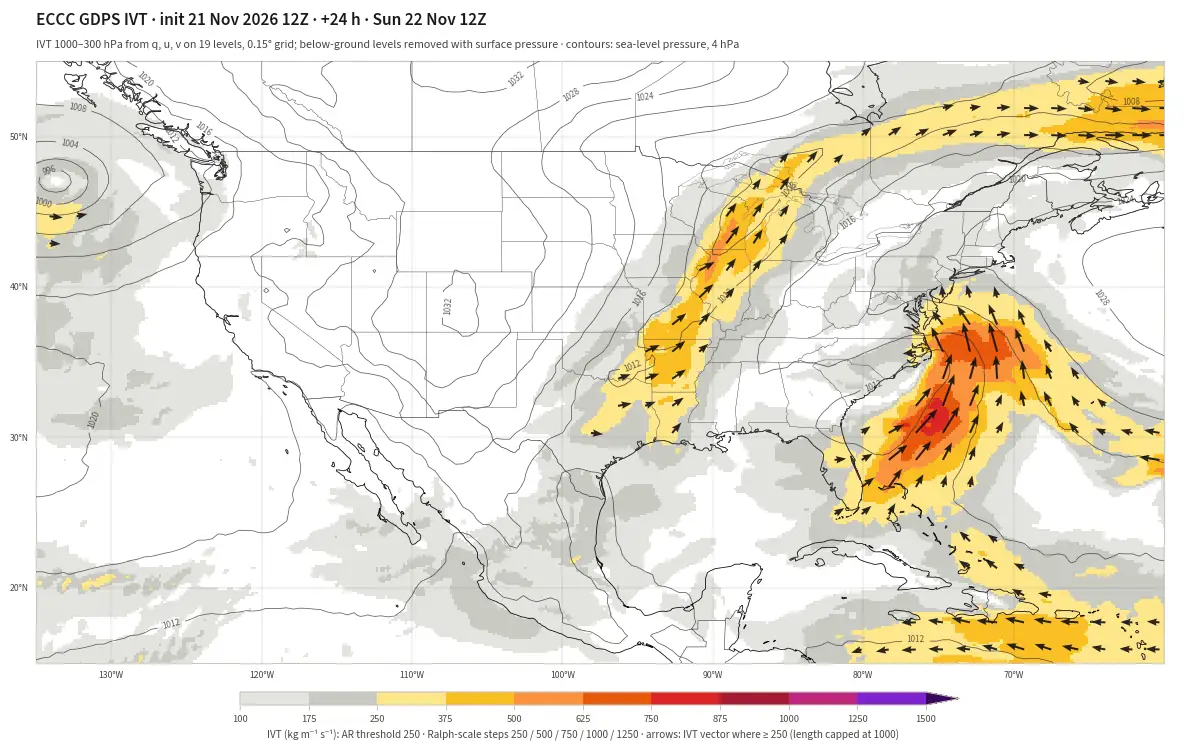 ECCC GDPS IVT · init 21 Nov 2026 12Z · +24 h · Sun 22 Nov 12Z
IVT 1000–300 hPa from q, u, v on 19 levels, 0.15° grid; below-ground levels removed with surface pressure · contours: sea-level pressure, 4 hPa
1020
1032
1028
1024
1008
1008
1012
1016
50°N
1004
996
1020
1000
1016
1024
40°N
1032
1016
1028
1012
1012
1020
30°N
20°N
1012
1012
130°W 120°W 110°W 100°W 90°W 80°W 70°W
100 175 250 375 500 625 750 875 1000 1250 1500
IVT (kg m⁻¹ s⁻¹): AR threshold 250 · Ralph-scale steps 250 / 500 / 750 / 1000 / 1250 · arrows: IVT vector where ≥ 250 (length capped at 1000)